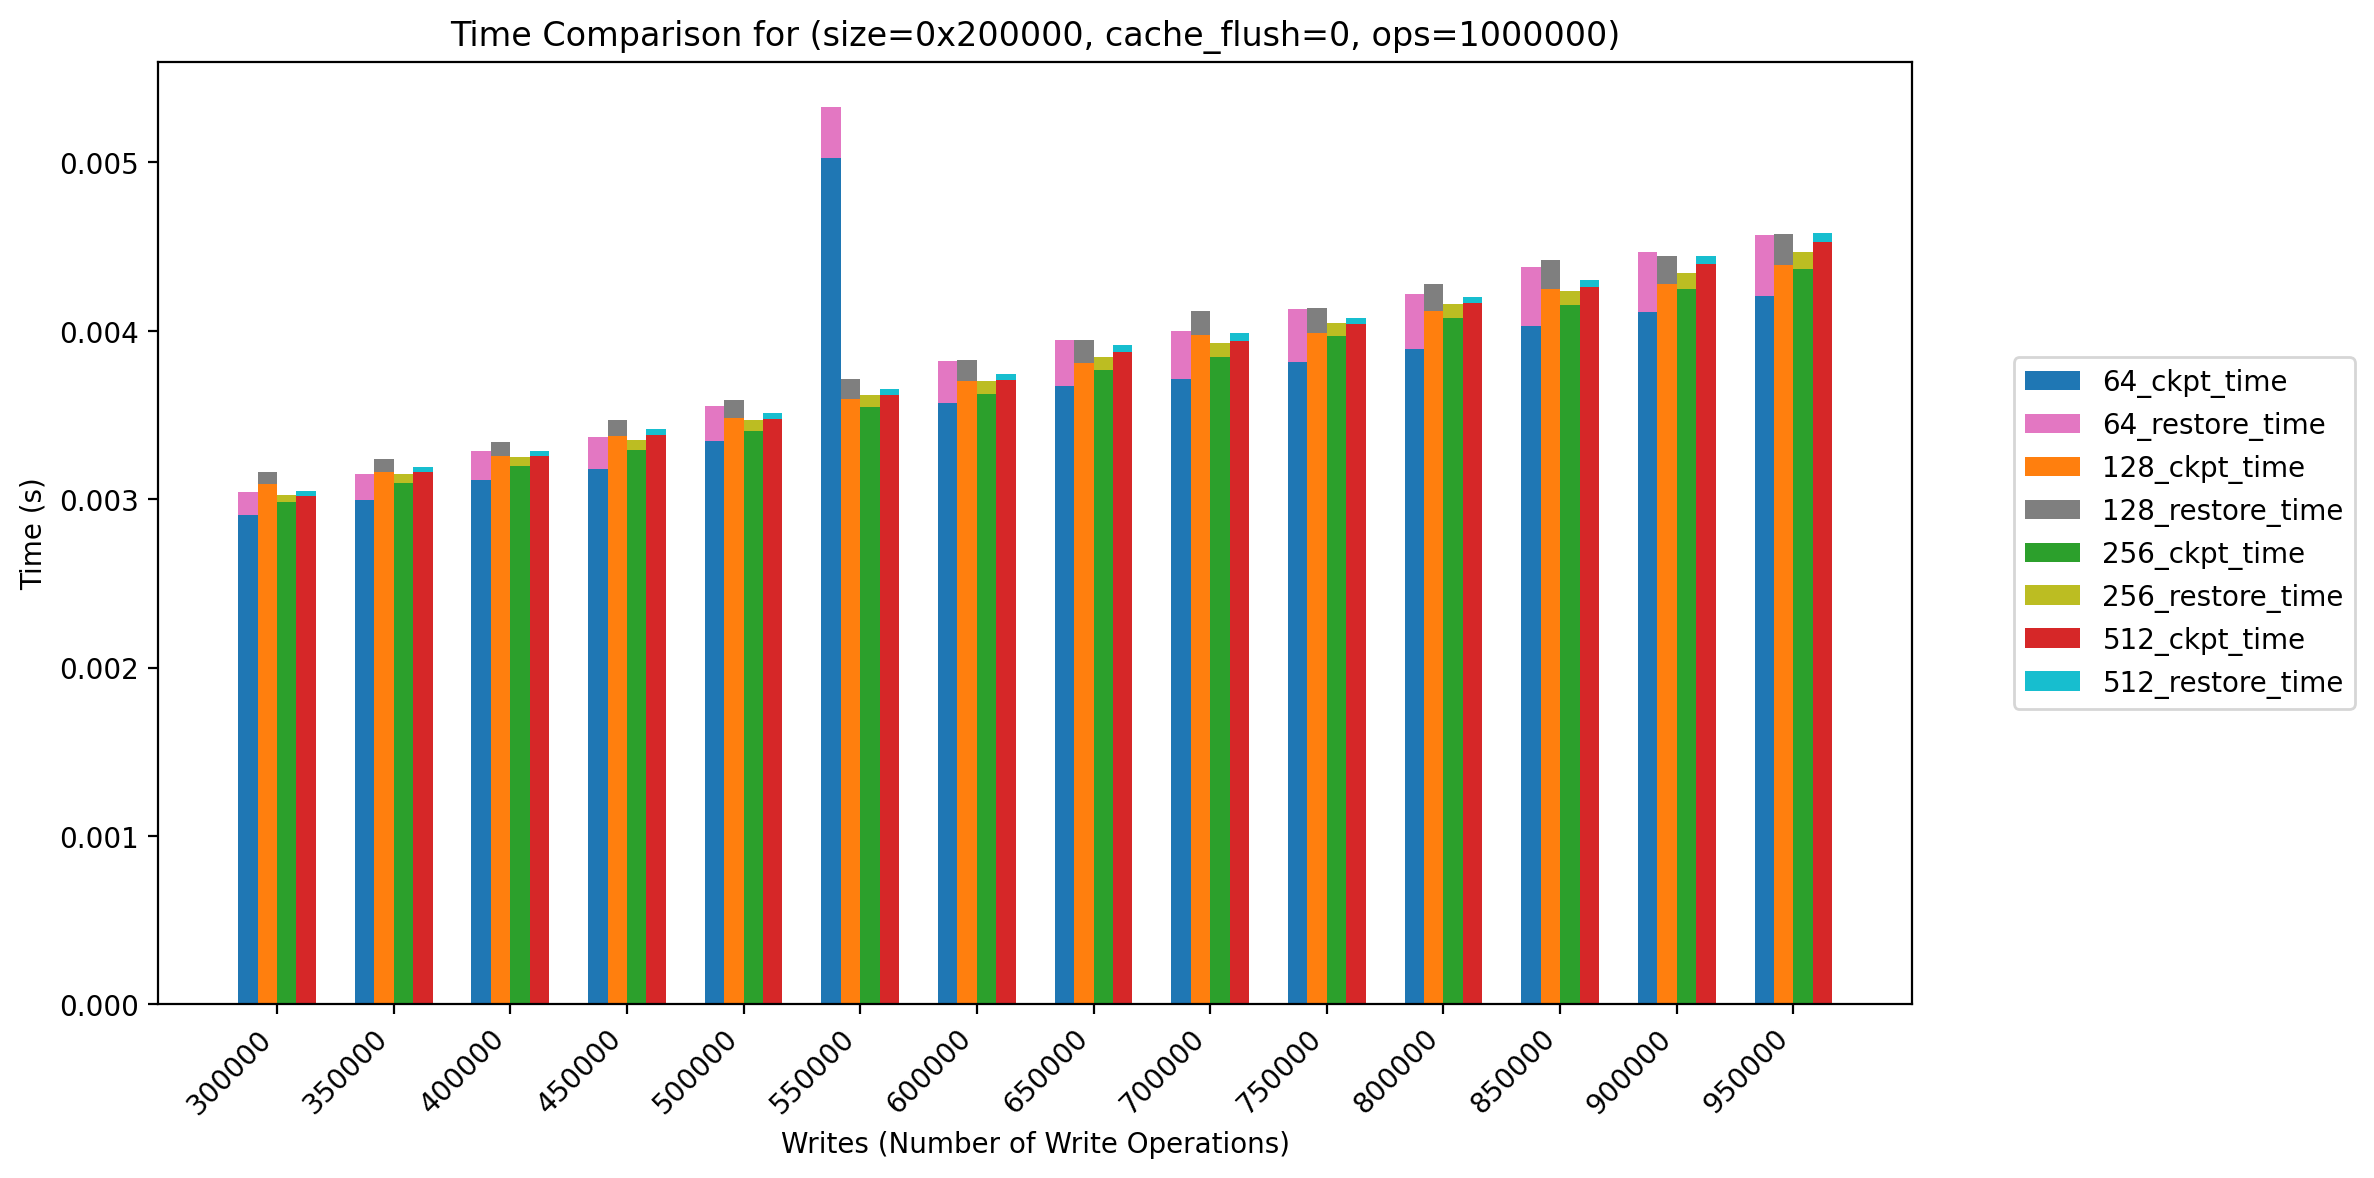 Time Comparison for (size=0x200000, cache_flush=0, ops=1000000)
Time (s)
0.005
0.004
0.003
0.002
0.001
0.000
300000
350000
400000
450000
500000
550000
600000
650000
700000
750000
800000
850000
900000
950000
Writes (Number of Write Operations)
64_ckpt_time
64_restore_time
128_ckpt_time
128_restore_time
256_ckpt_time
256_restore_time
512_ckpt_time
512_restore_time